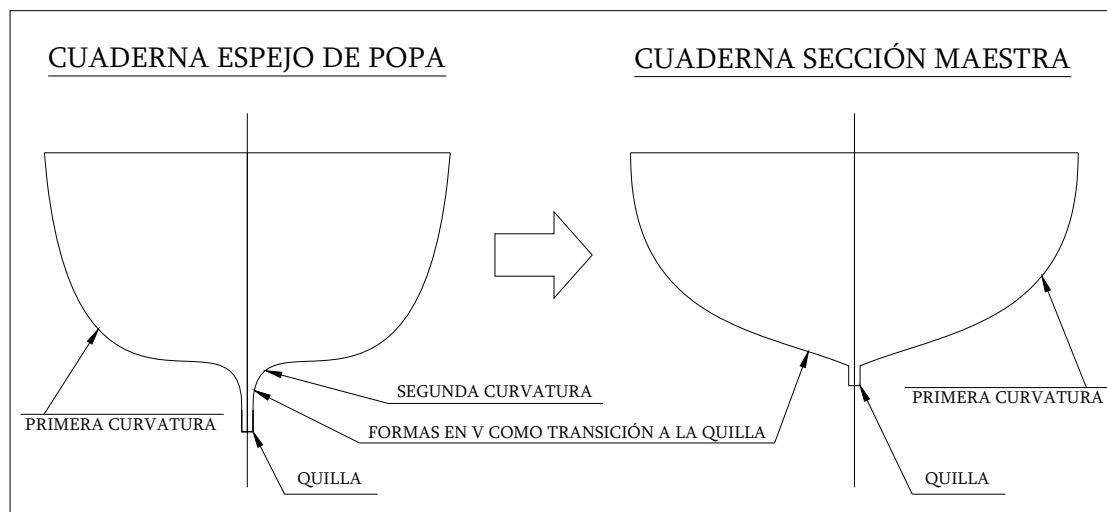 CUADERNA ESPEJO DE POPA
CUADERNA SECCIÓN MAESTRA
PRIMERA CURVATURA
SEGUNDA CURVATURA
PRIMERA CURVATURA
FORMAS EN V COMO TRANSICIÓN A LA QUILLA
QUILLA
QUILLA